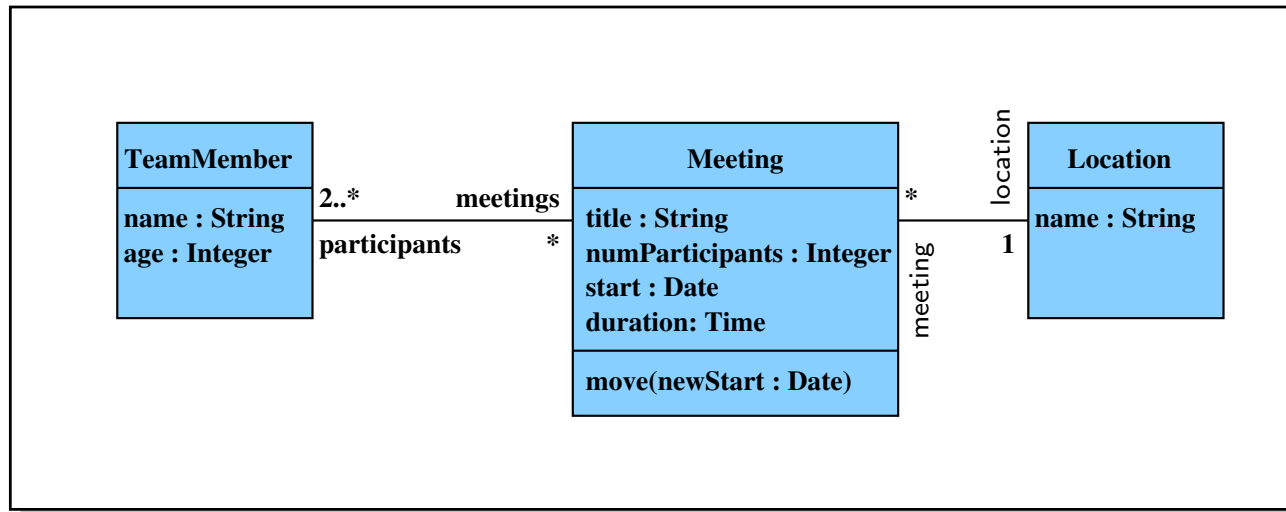 TeamMember
name : String
age : Integer
2..*
participants
meetings
*
Meeting
title : String
numParticipants : Integer
start : Date
duration: Time
move(newStart : Date)
*
meeting
location
1
Location
name : String